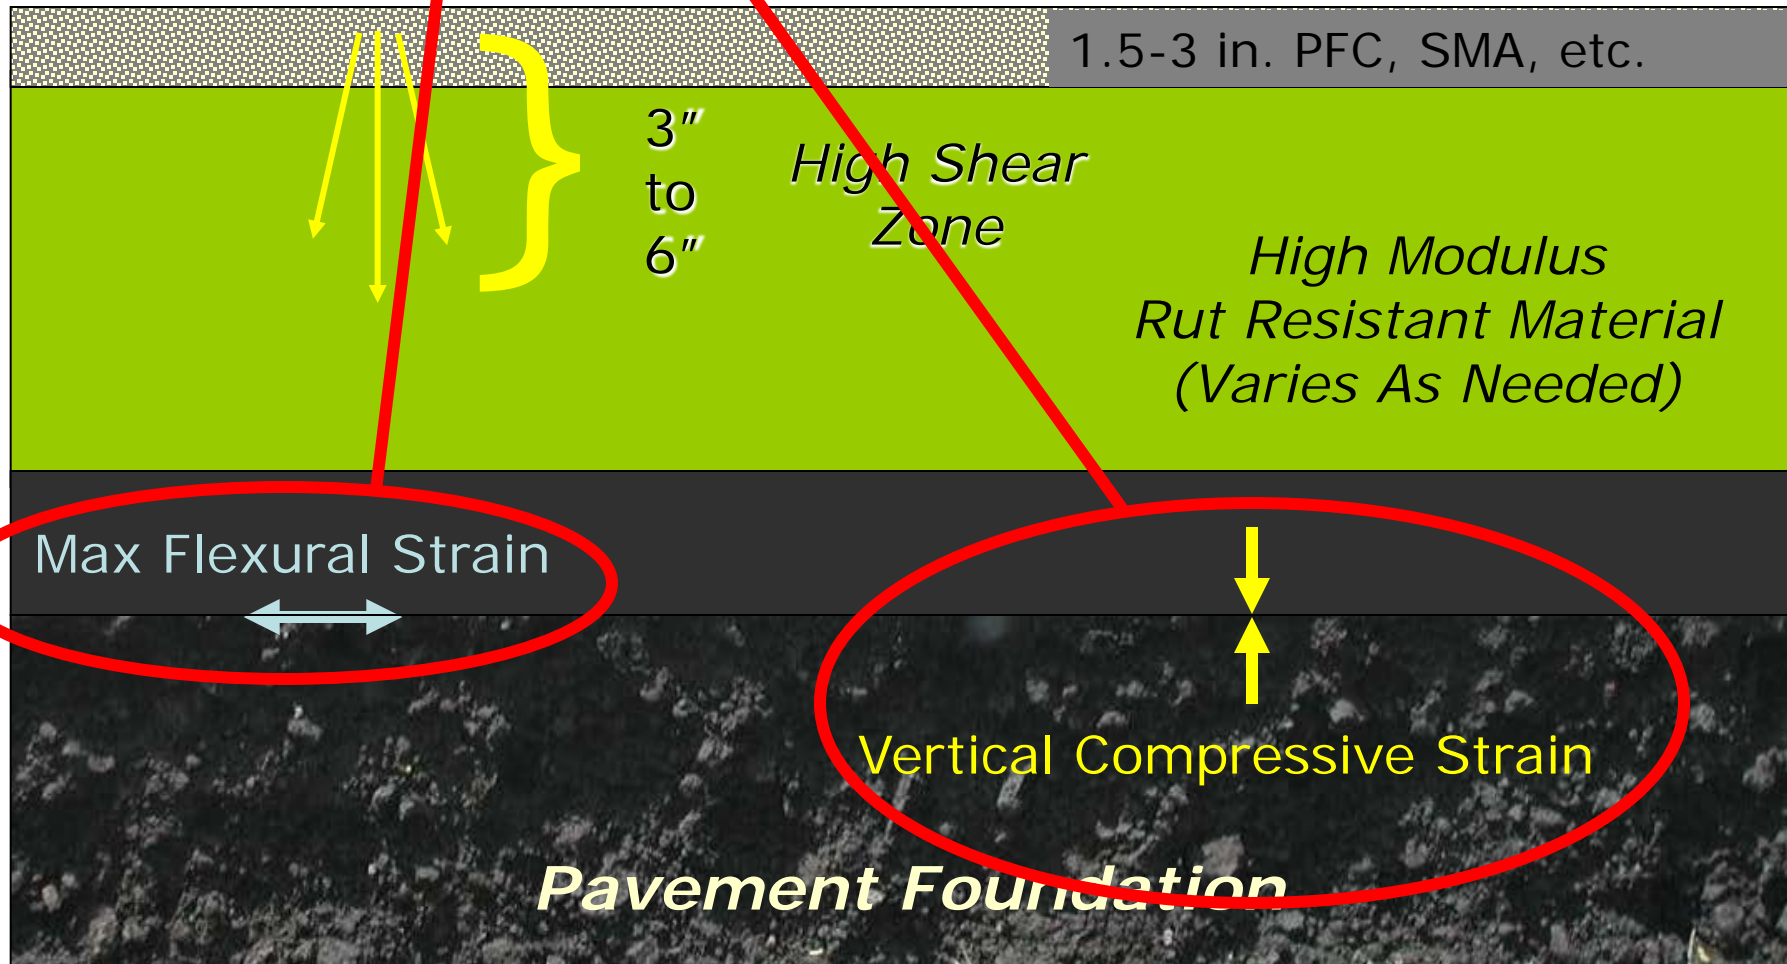 1.5-3 in. PFC, SMA, etc.
3"
to
6"
High Shear
Zone
High Modulus
Rut Resistant Material
(Varies As Needed)
Max Flexural Strain
Vertical Compressive Strain
Pavement Foundation